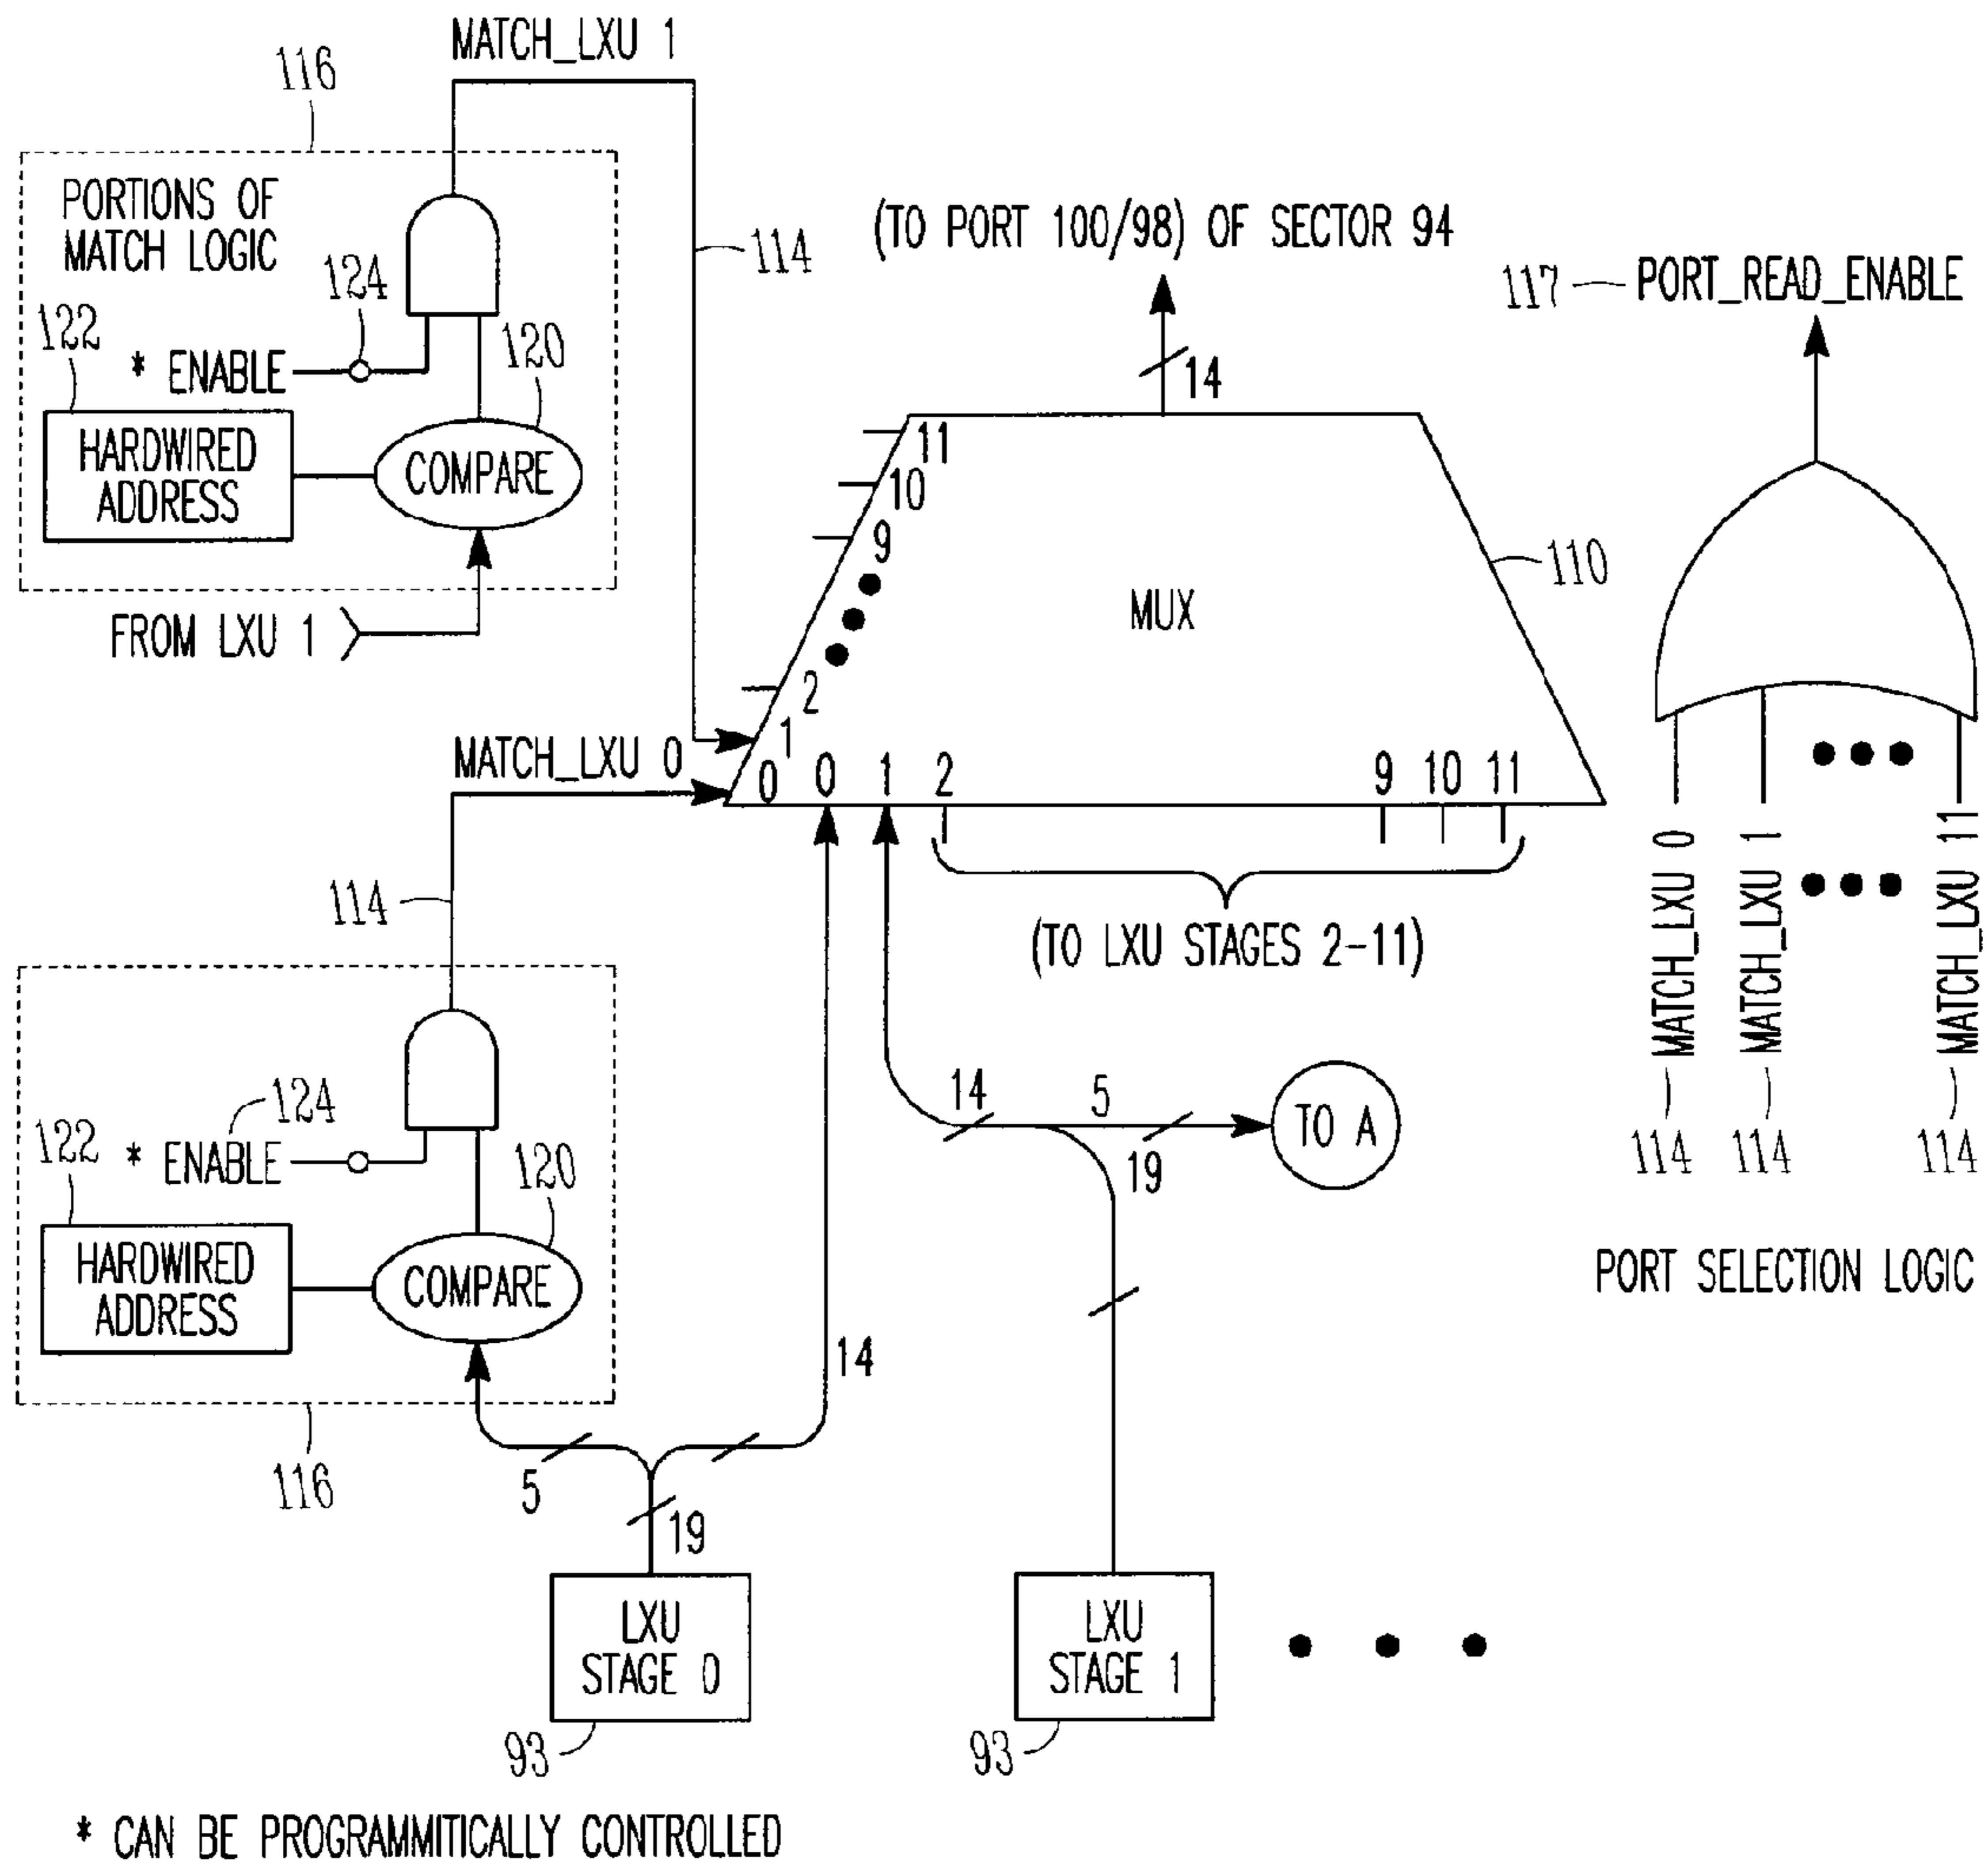 MATCH_LXU 1
116
PORTIONS OF
MATCH LOGIC
124
122
* ENABLE
120
HARDWIRED
ADDRESS
COMPARE
FROM LXU 1
114
(TO PORT 100/98) OF SECTOR 94
14
117
PORT_READ_ENABLE
11
10
9
2
1
0
MUX
110
MATCH_LXU 0
0
1
2
9
10
11
(TO LXU STAGES 2-11)
MATCH_LXU 0
MATCH_LXU 1
MATCH_LXU 11
114
114
114
PORT SELECTION LOGIC
114
124
122
* ENABLE
120
HARDWIRED
ADDRESS
COMPARE
116
5
14
19
14
5
19
TO A
LXU
STAGE 0
93
LXU
STAGE 1
93
* CAN BE PROGRAMMITICALLY CONTROLLED